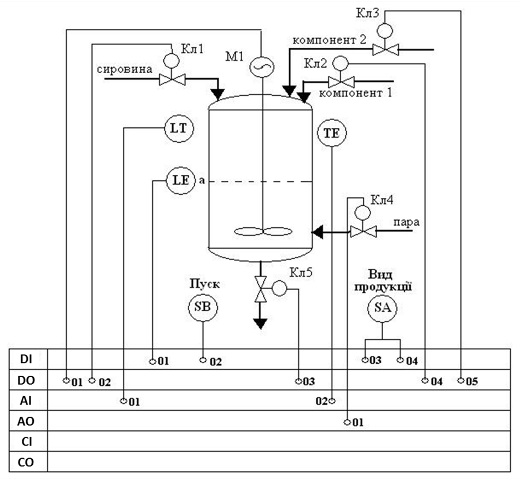 Кл3
Кл1
М1
компонент 2
Кл2
сировина
компонент 1
LT
TE
LE а
Кл4
пара
Кл5
Пуск
Вид
продукції
SB
SA
DI 01 02 03 04
DO 01 02 03 04 05
AI 01 02
AO 01
CI
CO